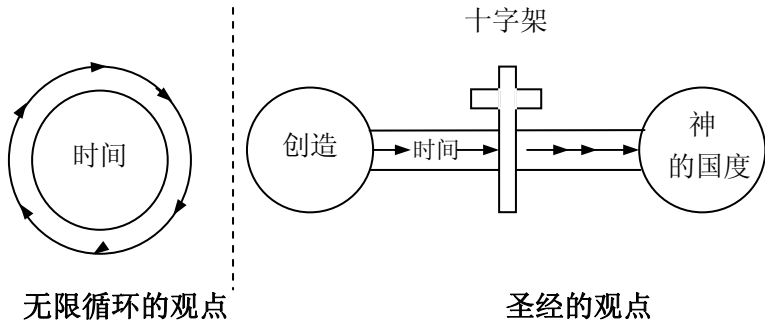 时间
无限循环的观点
十字架
创造
时间
神
的国度
圣经的观点